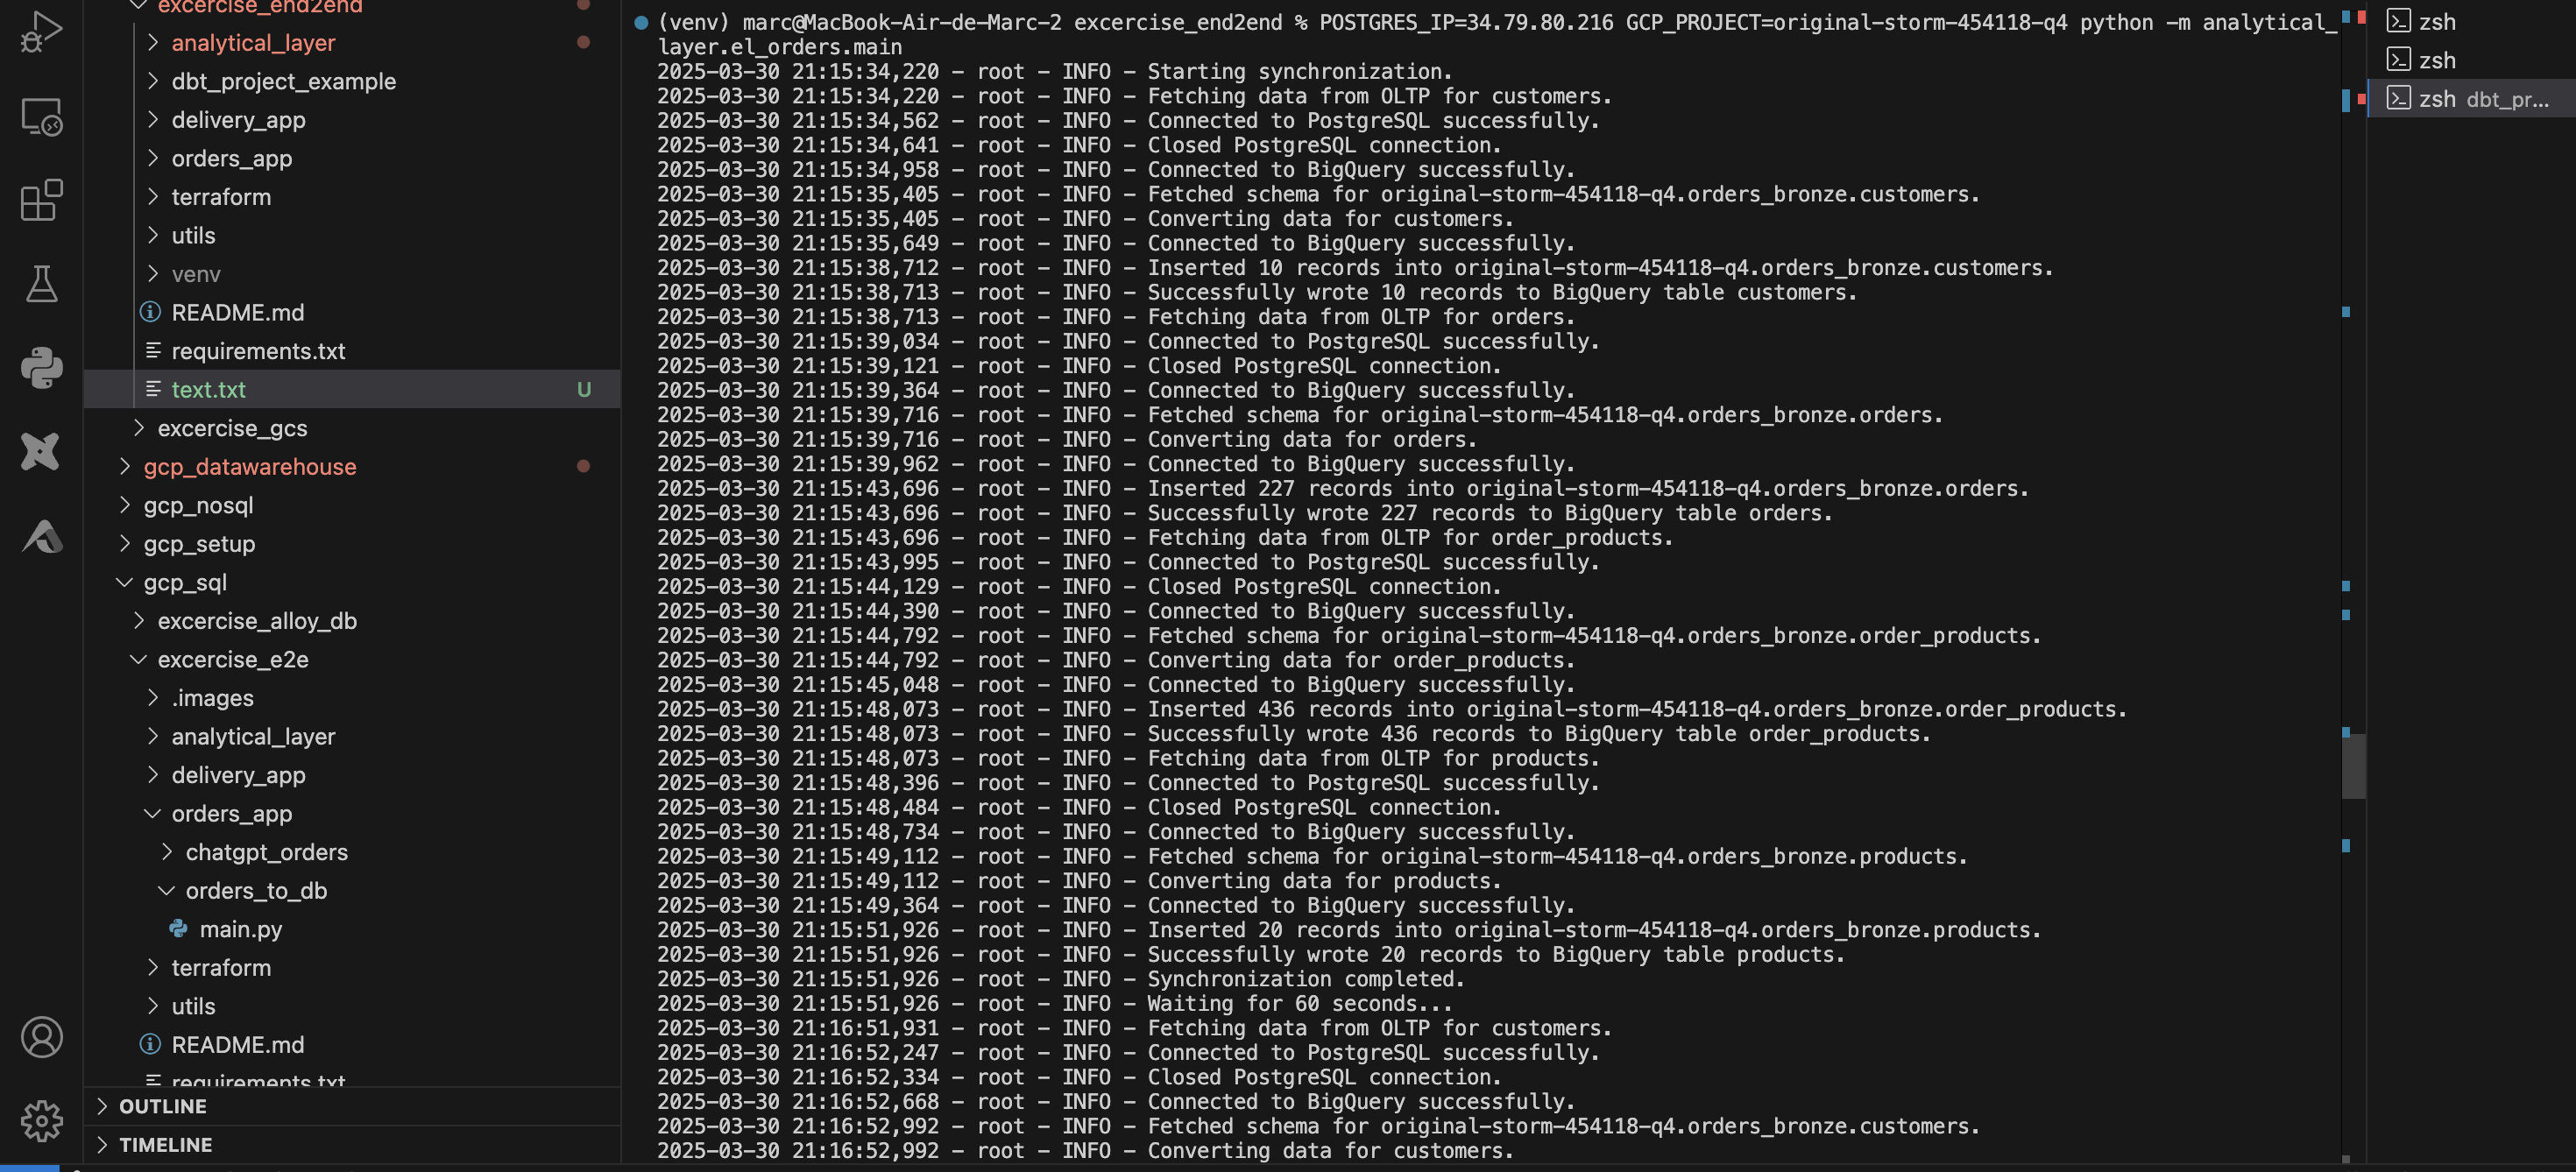 excercise_end2end
analytical_layer
dbt_project_example
delivery_app
orders_app
terraform
utils
venv
README.md
requirements.txt
text.txt U
excercise_gcs
gcp_datawarehouse
gcp_nosql
gcp_setup
gcp_sql
excercise_alloy_db
excercise_e2e
.images
analytical_layer
delivery_app
orders_app
chatgpt_orders
orders_to_db
main.py
terraform
utils
README.md
requirements.txt
OUTLINE
TIMELINE
(venv) marc@MacBook-Air-de-Marc-2 excercise_end2end % POSTGRES_IP=34.79.80.216 GCP_PROJECT=original-storm-454118-q4 python -m analytical_
layer.el_orders.main
2025-03-30 21:15:34,220 - root - INFO - Starting synchronization.
2025-03-30 21:15:34,220 - root - INFO - Fetching data from OLTP for customers.
2025-03-30 21:15:34,562 - root - INFO - Connected to PostgreSQL successfully.
2025-03-30 21:15:34,641 - root - INFO - Closed PostgreSQL connection.
2025-03-30 21:15:34,958 - root - INFO - Connected to BigQuery successfully.
2025-03-30 21:15:35,405 - root - INFO - Fetched schema for original-storm-454118-q4.orders_bronze.customers.
2025-03-30 21:15:35,405 - root - INFO - Converting data for customers.
2025-03-30 21:15:35,649 - root - INFO - Connected to BigQuery successfully.
2025-03-30 21:15:38,712 - root - INFO - Inserted 10 records into original-storm-454118-q4.orders_bronze.customers.
2025-03-30 21:15:38,713 - root - INFO - Successfully wrote 10 records to BigQuery table customers.
2025-03-30 21:15:38,713 - root - INFO - Fetching data from OLTP for orders.
2025-03-30 21:15:39,034 - root - INFO - Connected to PostgreSQL successfully.
2025-03-30 21:15:39,121 - root - INFO - Closed PostgreSQL connection.
2025-03-30 21:15:39,364 - root - INFO - Connected to BigQuery successfully.
2025-03-30 21:15:39,716 - root - INFO - Fetched schema for original-storm-454118-q4.orders_bronze.orders.
2025-03-30 21:15:39,716 - root - INFO - Converting data for orders.
2025-03-30 21:15:39,962 - root - INFO - Connected to BigQuery successfully.
2025-03-30 21:15:43,696 - root - INFO - Inserted 227 records into original-storm-454118-q4.orders_bronze.orders.
2025-03-30 21:15:43,696 - root - INFO - Successfully wrote 227 records to BigQuery table orders.
2025-03-30 21:15:43,696 - root - INFO - Fetching data from OLTP for order_products.
2025-03-30 21:15:43,995 - root - INFO - Connected to PostgreSQL successfully.
2025-03-30 21:15:44,129 - root - INFO - Closed PostgreSQL connection.
2025-03-30 21:15:44,390 - root - INFO - Connected to BigQuery successfully.
2025-03-30 21:15:44,792 - root - INFO - Fetched schema for original-storm-454118-q4.orders_bronze.order_products.
2025-03-30 21:15:44,792 - root - INFO - Converting data for order_products.
2025-03-30 21:15:45,048 - root - INFO - Connected to BigQuery successfully.
2025-03-30 21:15:48,073 - root - INFO - Inserted 436 records into original-storm-454118-q4.orders_bronze.order_products.
2025-03-30 21:15:48,073 - root - INFO - Successfully wrote 436 records to BigQuery table order_products.
2025-03-30 21:15:48,073 - root - INFO - Fetching data from OLTP for products.
2025-03-30 21:15:48,396 - root - INFO - Connected to PostgreSQL successfully.
2025-03-30 21:15:48,484 - root - INFO - Closed PostgreSQL connection.
2025-03-30 21:15:48,734 - root - INFO - Connected to BigQuery successfully.
2025-03-30 21:15:49,112 - root - INFO - Fetched schema for original-storm-454118-q4.orders_bronze.products.
2025-03-30 21:15:49,112 - root - INFO - Converting data for products.
2025-03-30 21:15:49,364 - root - INFO - Connected to BigQuery successfully.
2025-03-30 21:15:51,926 - root - INFO - Inserted 20 records into original-storm-454118-q4.orders_bronze.products.
2025-03-30 21:15:51,926 - root - INFO - Successfully wrote 20 records to BigQuery table products.
2025-03-30 21:15:51,926 - root - INFO - Synchronization completed.
2025-03-30 21:15:51,926 - root - INFO - Waiting for 60 seconds...
2025-03-30 21:16:51,931 - root - INFO - Fetching data from OLTP for customers.
2025-03-30 21:16:52,247 - root - INFO - Connected to PostgreSQL successfully.
2025-03-30 21:16:52,334 - root - INFO - Closed PostgreSQL connection.
2025-03-30 21:16:52,668 - root - INFO - Connected to BigQuery successfully.
2025-03-30 21:16:52,992 - root - INFO - Fetched schema for original-storm-454118-q4.orders_bronze.customers.
2025-03-30 21:16:52,992 - root - INFO - Converting data for customers.
zsh
zsh
zsh dbt_pr...